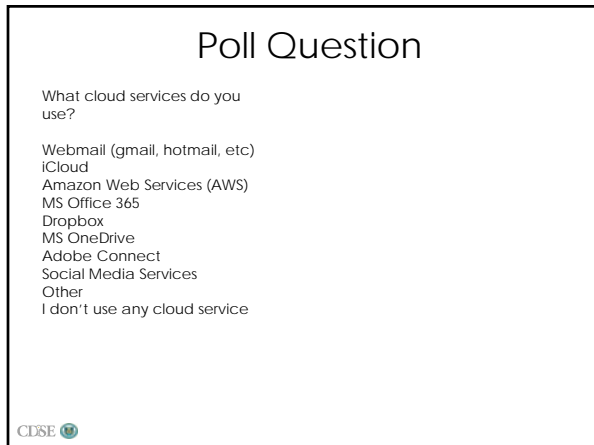 Poll Question
What cloud services do you
use?
Webmail (gmail, hotmail, etc)
iCloud
Amazon Web Services (AWS)
MS Office 365
Dropbox
MS OneDrive
Adobe Connect
Social Media Services
Other
I don't use any cloud service
CDSE